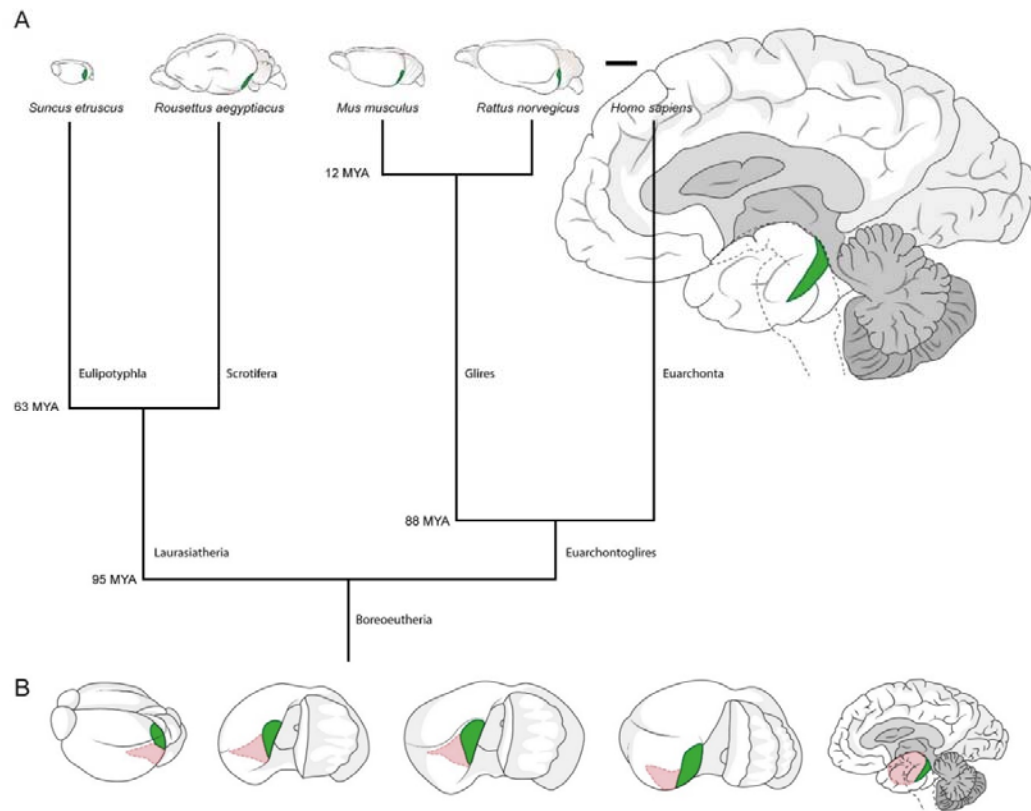 A
Suncus etruscus
Rousettus aegyptiacus
Mus musculus
Rattus norvegicus
Homo sapiens
12 MYA
Eulipotyphla
Scrotifera
Glires
Euarchonta
63 MYA
88 MYA
Laurasiatheria
Euarchontoglires
95 MYA
Boreoeutheria
B